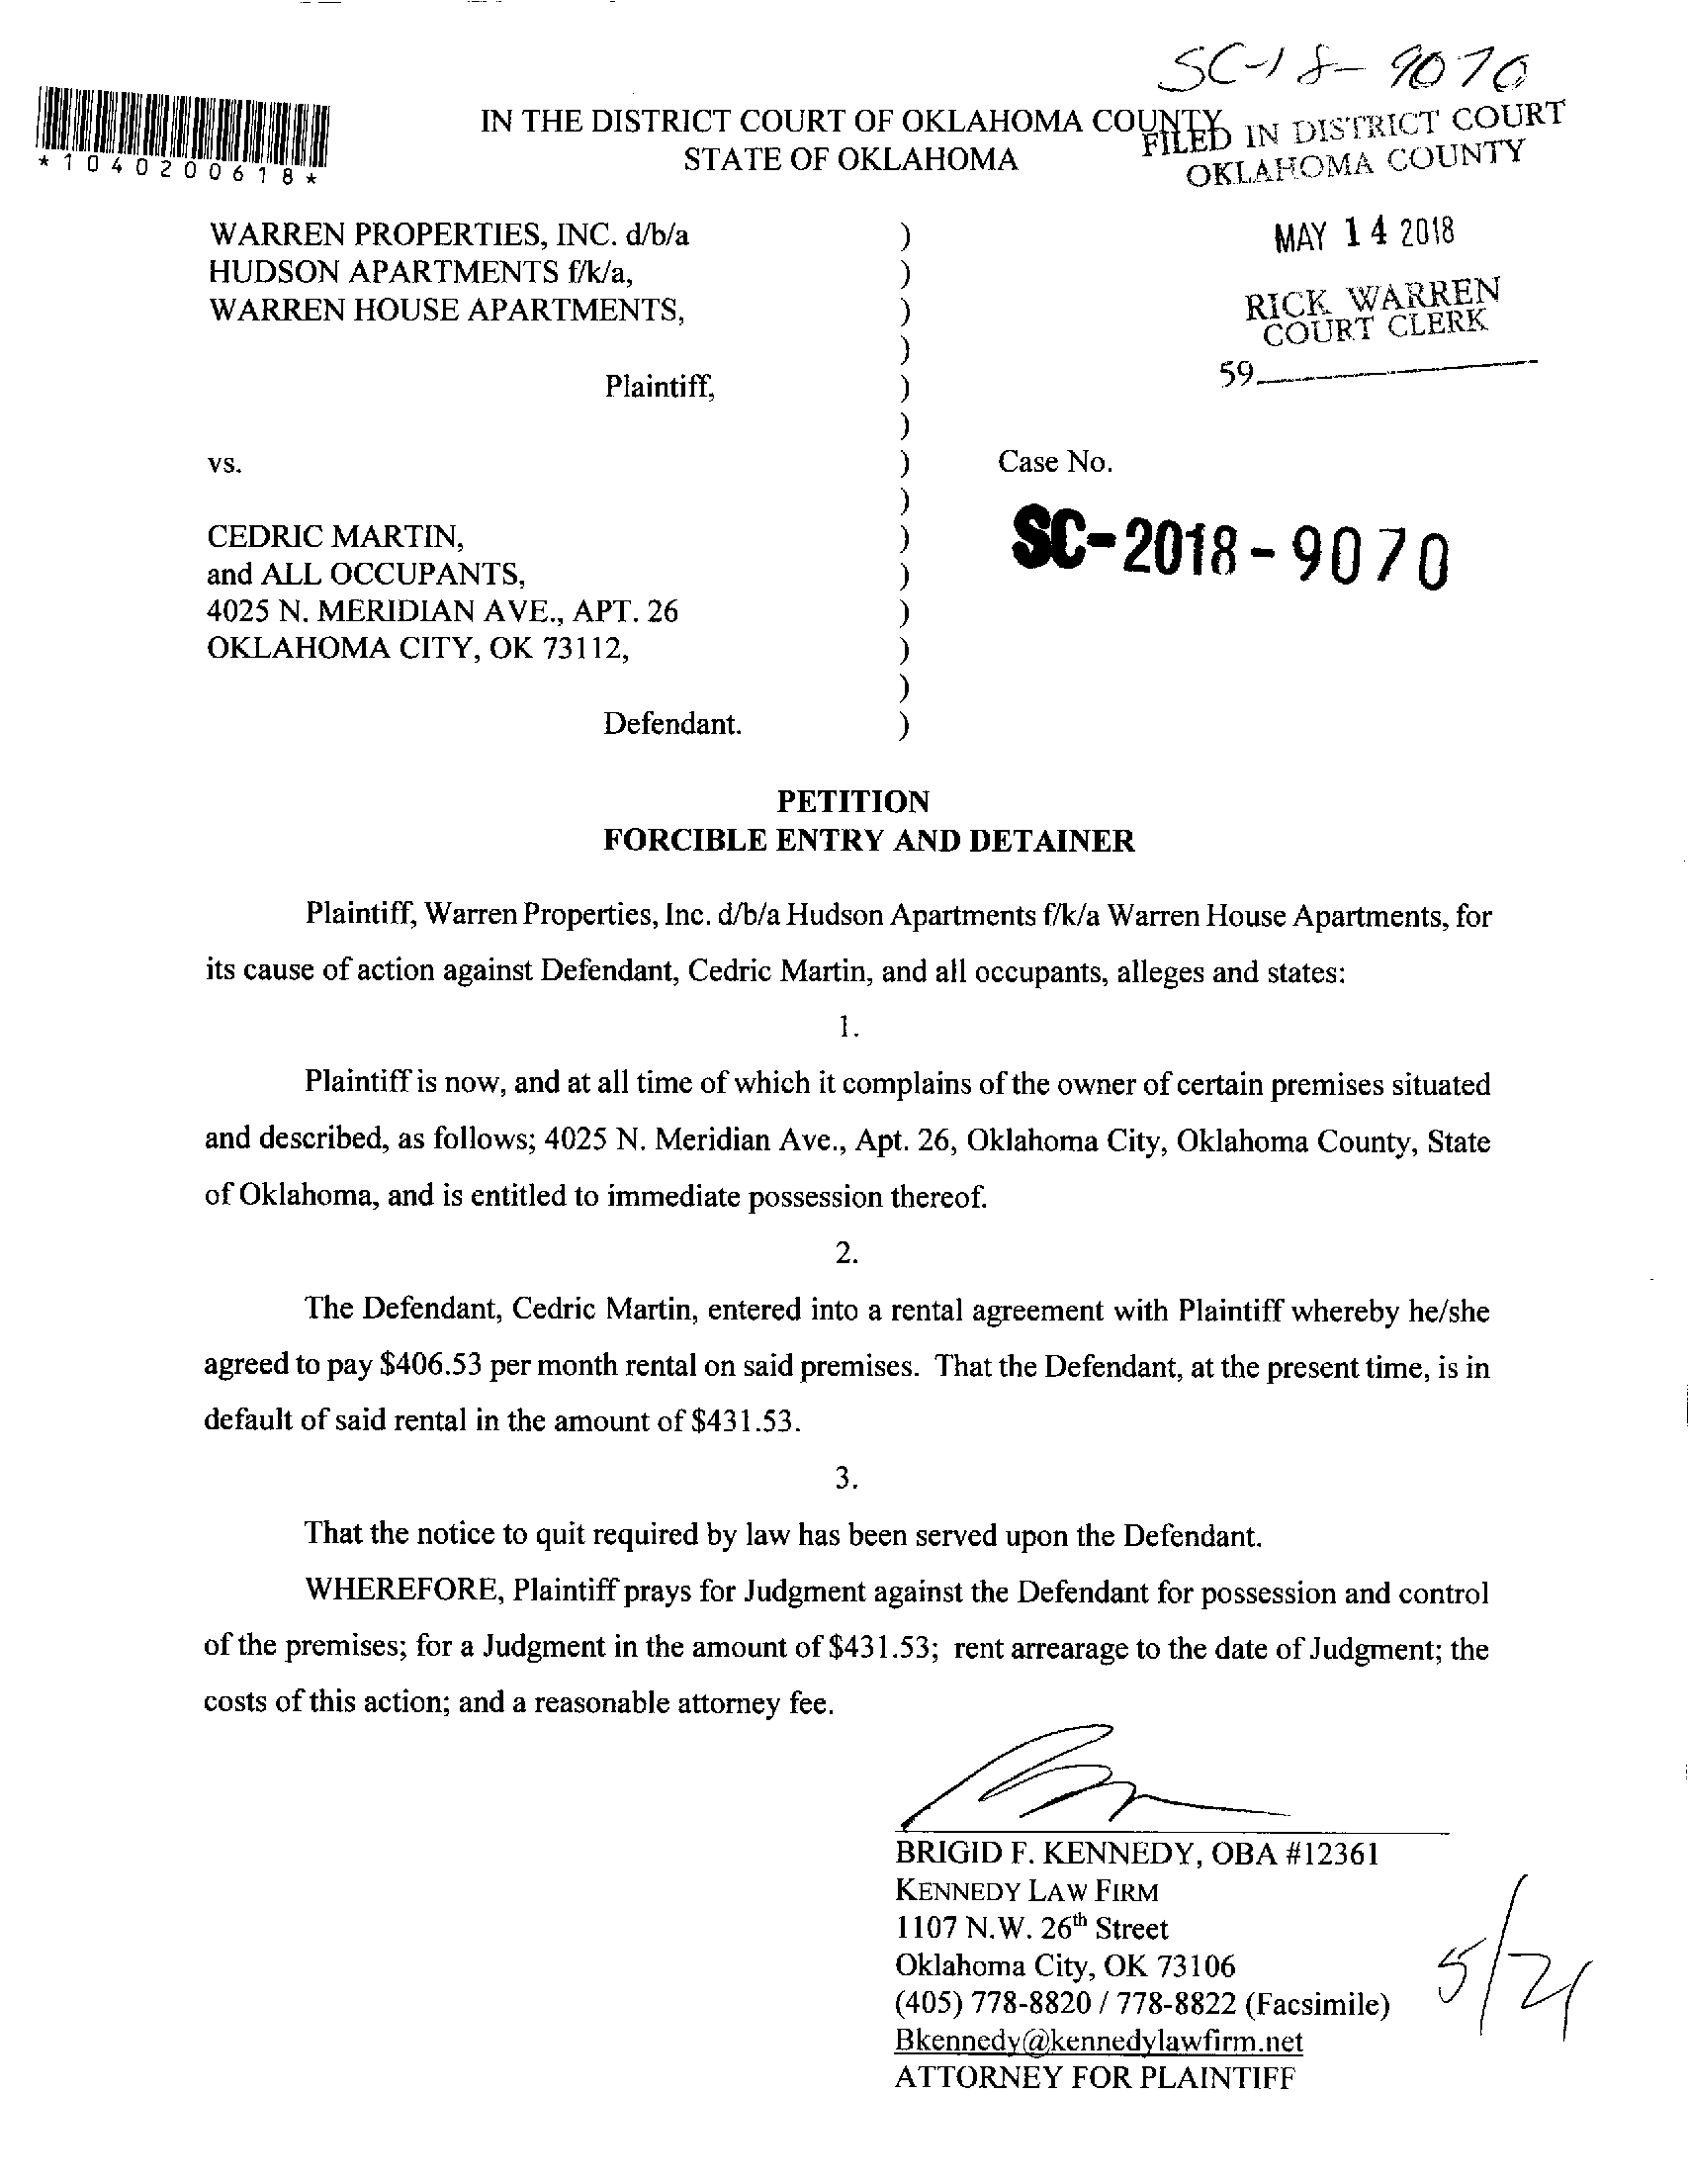 SC-18-9070
*1040200618*
IN THE DISTRICT COURT OF OKLAHOMA COUNTY
STATE OF OKLAHOMA
FILED IN DISTRICT COURT
OKLAHOMA COUNTY
MAY 14 2018
RICK WARREN
COURT CLERK
59
WARREN PROPERTIES, INC. d/b/a )
HUDSON APARTMENTS f/k/a, )
WARREN HOUSE APARTMENTS, )
)
Plaintiff, )
)
vs. ) Case No.
)
SC-2018-9070
CEDRIC MARTIN, )
and ALL OCCUPANTS, )
4025 N. MERIDIAN AVE., APT. 26 )
OKLAHOMA CITY, OK 73112, )
)
Defendant. )
PETITION
FORCIBLE ENTRY AND DETAINER
Plaintiff, Warren Properties, Inc. d/b/a Hudson Apartments f/k/a Warren House Apartments, for
its cause of action against Defendant, Cedric Martin, and all occupants, alleges and states:
1.
Plaintiff is now, and at all time of which it complains of the owner of certain premises situated
and described, as follows; 4025 N. Meridian Ave., Apt. 26, Oklahoma City, Oklahoma County, State
of Oklahoma, and is entitled to immediate possession thereof.
2.
The Defendant, Cedric Martin, entered into a rental agreement with Plaintiff whereby he/she
agreed to pay $406.53 per month rental on said premises. That the Defendant, at the present time, is in
default of said rental in the amount of $431.53.
3.
That the notice to quit required by law has been served upon the Defendant.
WHEREFORE, Plaintiff prays for Judgment against the Defendant for possession and control
of the premises; for a Judgment in the amount of $431.53; rent arrearage to the date of Judgment; the
costs of this action; and a reasonable attorney fee.
BRIGID F. KENNEDY, OBA #12361
KENNEDY LAW FIRM
1107 N.W. 26th Street
Oklahoma City, OK 73106
(405) 778-8820 / 778-8822 (Facsimile)
Bkennedy@kennedylawfirm.net
ATTORNEY FOR PLAINTIFF